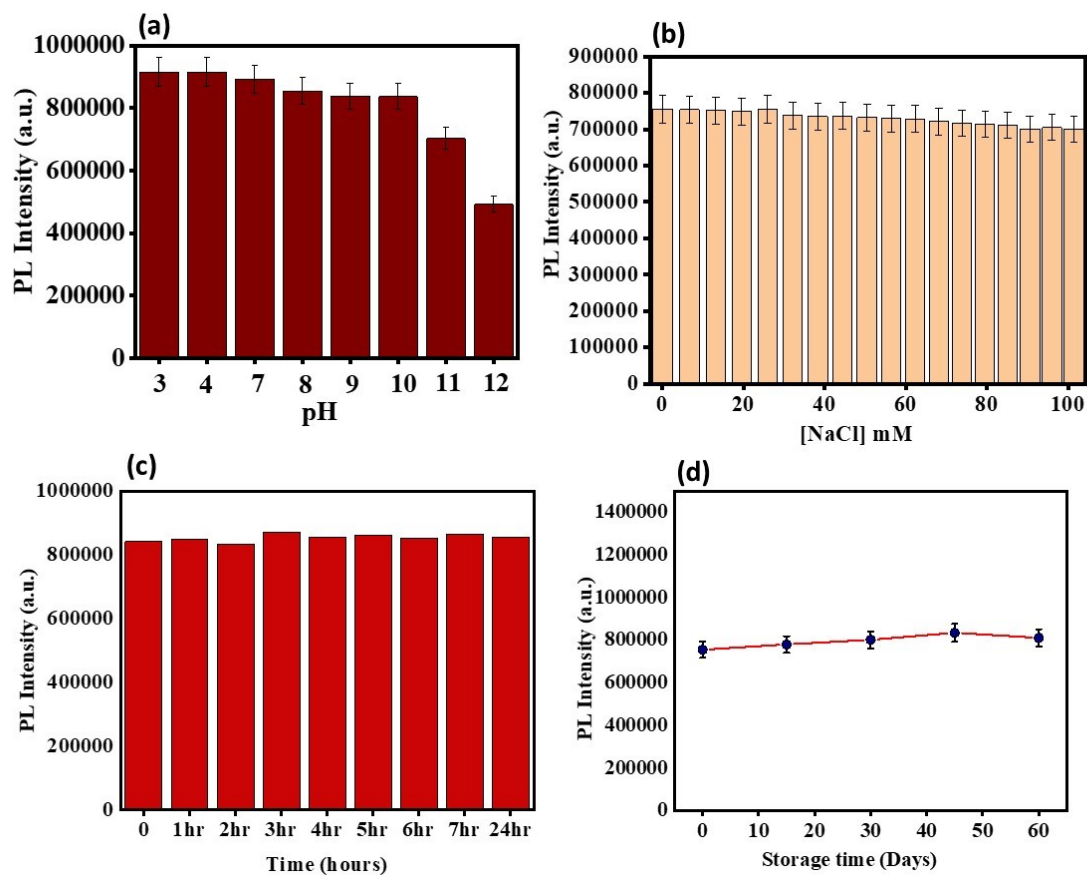 (a)
1000000
800000
600000
400000
200000
0
PL Intensity (a.u.)
3 4 7 8 9 10 11 12
pH
(b)
900000
800000
700000
600000
500000
400000
300000
200000
100000
0
PL Intensity (a.u.)
0 20 40 60 80 100
[NaCl] mM
(c)
1000000
800000
600000
400000
200000
0
PL Intensity (a.u.)
0 1hr 2hr 3hr 4hr 5hr 6hr 7hr 24hr
Time (hours)
(d)
1400000
1200000
1000000
800000
600000
400000
200000
0
PL Intensity (a.u.)
0 10 20 30 40 50 60
Storage time (Days)